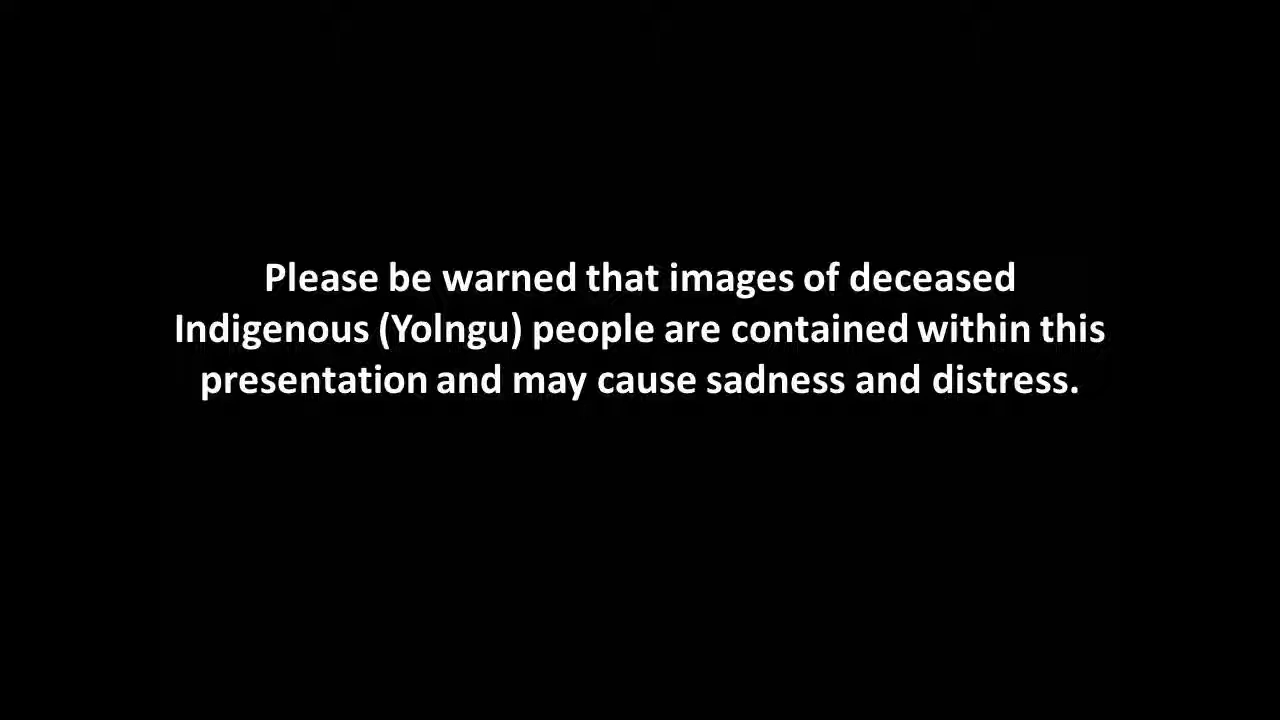 Please be warned that images of deceased
Indigenous (Yolngu) people are contained within this
presentation and may cause sadness and distress.